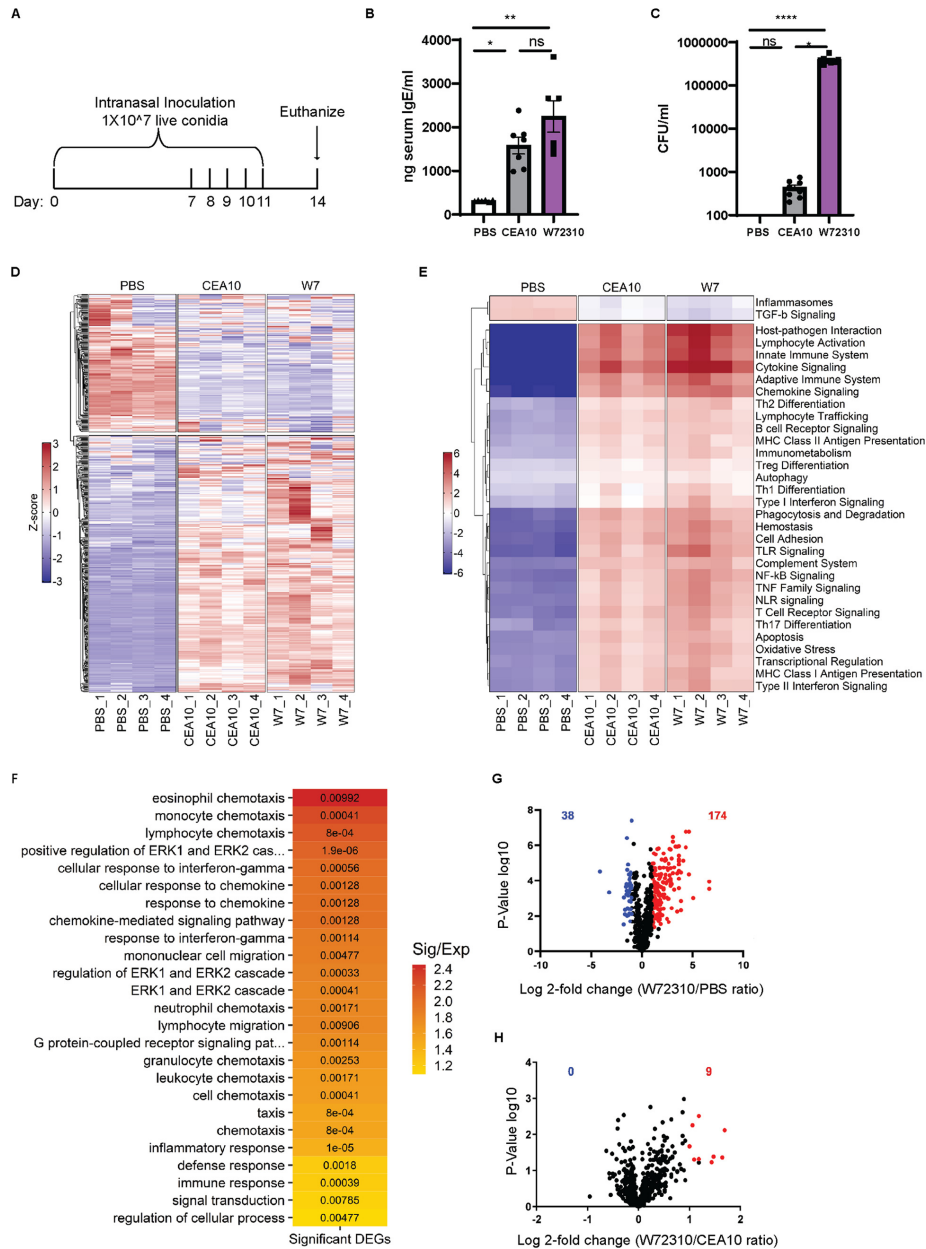 A
Intranasal Inoculation
1X10^7 live conidia
Euthanize
Day: 0 7 8 9 10 11 14
B
**
* ns
ng serum IgE/ml
4000
3000
2000
1000
0
PBS CEA10 W72310
C
****
ns *
CFU/ml
1000000
100000
10000
1000
100
PBS CEA10 W72310
D
PBS CEA10 W7
Z-score
3
2
1
0
-1
-2
-3
PBS_1 PBS_2 PBS_3 PBS_4 CEA10_1 CEA10_2 CEA10_3 CEA10_4 W7_1 W7_2 W7_3 W7_4
E
PBS CEA10 W7
6
4
2
0
-2
-4
-6
Inflammasomes
TGF-b Signaling
Host-pathogen Interaction
Lymphocyte Activation
Innate Immune System
Cytokine Signaling
Adaptive Immune System
Chemokine Signaling
Th2 Differentiation
Lymphocyte Trafficking
B cell Receptor Signaling
MHC Class II Antigen Presentation
Immunometabolism
Treg Differentiation
Autophagy
Th1 Differentiation
Type I Interferon Signaling
Phagocytosis and Degradation
Hemostasis
Cell Adhesion
TLR Signaling
Complement System
NF-kB Signaling
TNF Family Signaling
NLR signaling
T Cell Receptor Signaling
Th17 Differentiation
Apoptosis
Oxidative Stress
Transcriptional Regulation
MHC Class I Antigen Presentation
Type II Interferon Signaling
PBS_1 PBS_2 PBS_3 PBS_4 CEA10_1 CEA10_2 CEA10_3 CEA10_4 W7_1 W7_2 W7_3 W7_4
F
eosinophil chemotaxis 0.00992
monocyte chemotaxis 0.00041
lymphocyte chemotaxis 8e-04
positive regulation of ERK1 and ERK2 cas... 1.9e-06
cellular response to interferon-gamma 0.00056
cellular response to chemokine 0.00128
response to chemokine 0.00128
chemokine-mediated signaling pathway 0.00128
response to interferon-gamma 0.00114
mononuclear cell migration 0.00477
regulation of ERK1 and ERK2 cascade 0.00033
ERK1 and ERK2 cascade 0.00041
neutrophil chemotaxis 0.00171
lymphocyte migration 0.00906
G protein-coupled receptor signaling pat... 0.00114
granulocyte chemotaxis 0.00253
leukocyte chemotaxis 0.00171
cell chemotaxis 0.00041
taxis 8e-04
chemotaxis 8e-04
inflammatory response 1e-05
defense response 0.0018
immune response 0.00039
signal transduction 0.00785
regulation of cellular process 0.00477
Significant DEGs
Sig/Exp
2.4
2.2
2.0
1.8
1.6
1.4
1.2
G
38 174
P-Value log10
8
6
4
2
0
-10 -5 0 5 10
Log 2-fold change (W72310/PBS ratio)
H
0 9
P-Value log10
4
3
2
1
0
-2 -1 0 1 2
Log 2-fold change (W72310/CEA10 ratio)